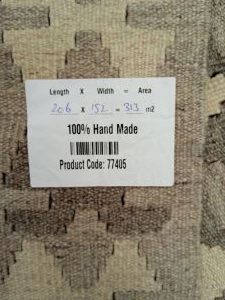 Length X Width = Area
206 x 152 = 313 m2
100% Hand Made
Product Code: 77405